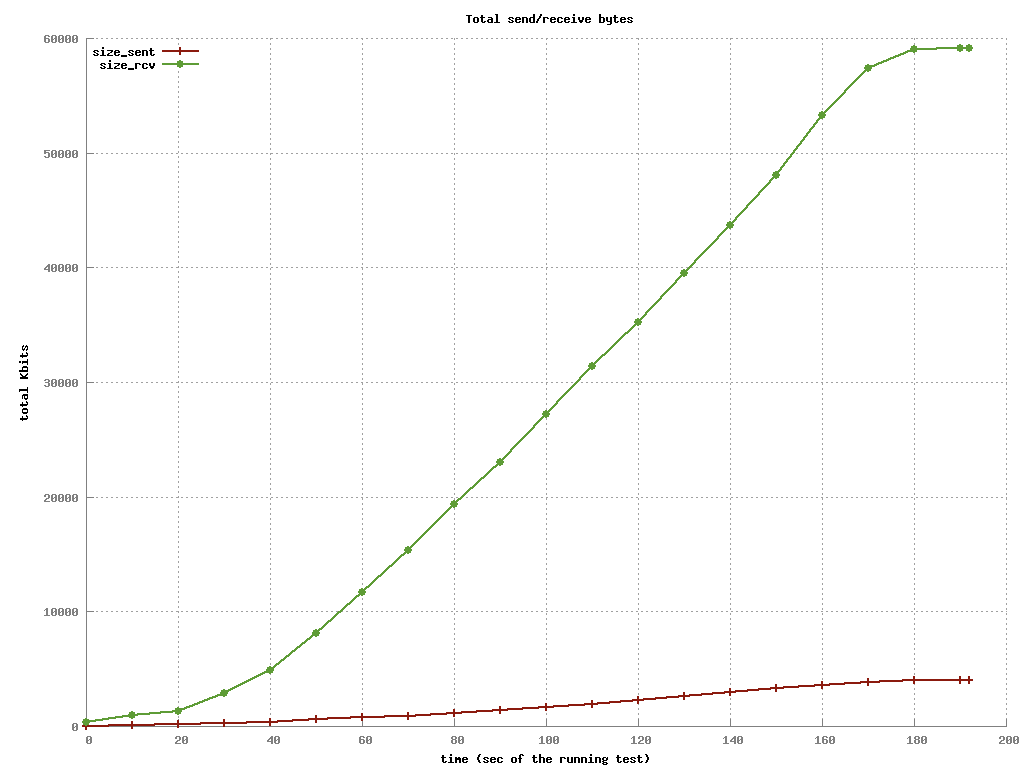 Total send/receive bytes
60000
size_sent
size_rcv
50000
40000
30000
total Kbits
20000
10000
0
0 20 40 60 80 100 120 140 160 180 200
time (sec of the running test)